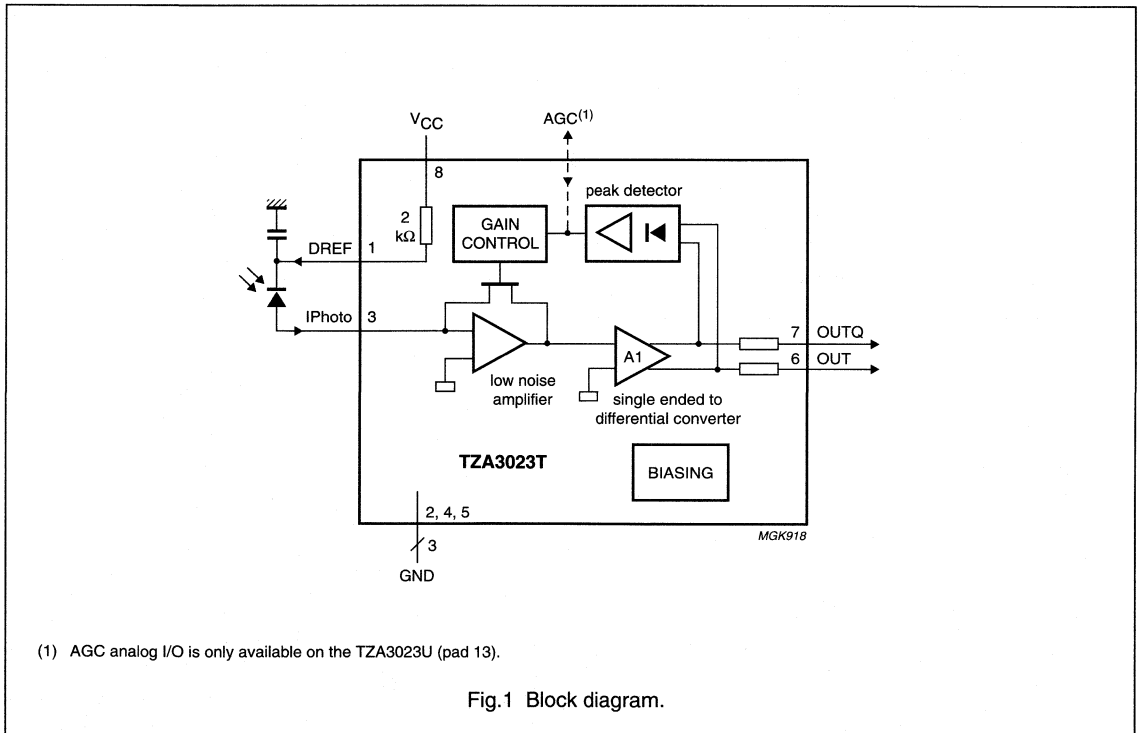 VCC
AGC(1)
8
peak detector
2
kΩ
GAIN
CONTROL
DREF
1
IPhoto
3
7
OUTQ
A1
6
OUT
low noise
amplifier
single ended to
differential converter
TZA3023T
BIASING
2, 4, 5
MGK918
3
GND
(1) AGC analog I/O is only available on the TZA3023U (pad 13).
Fig.1 Block diagram.